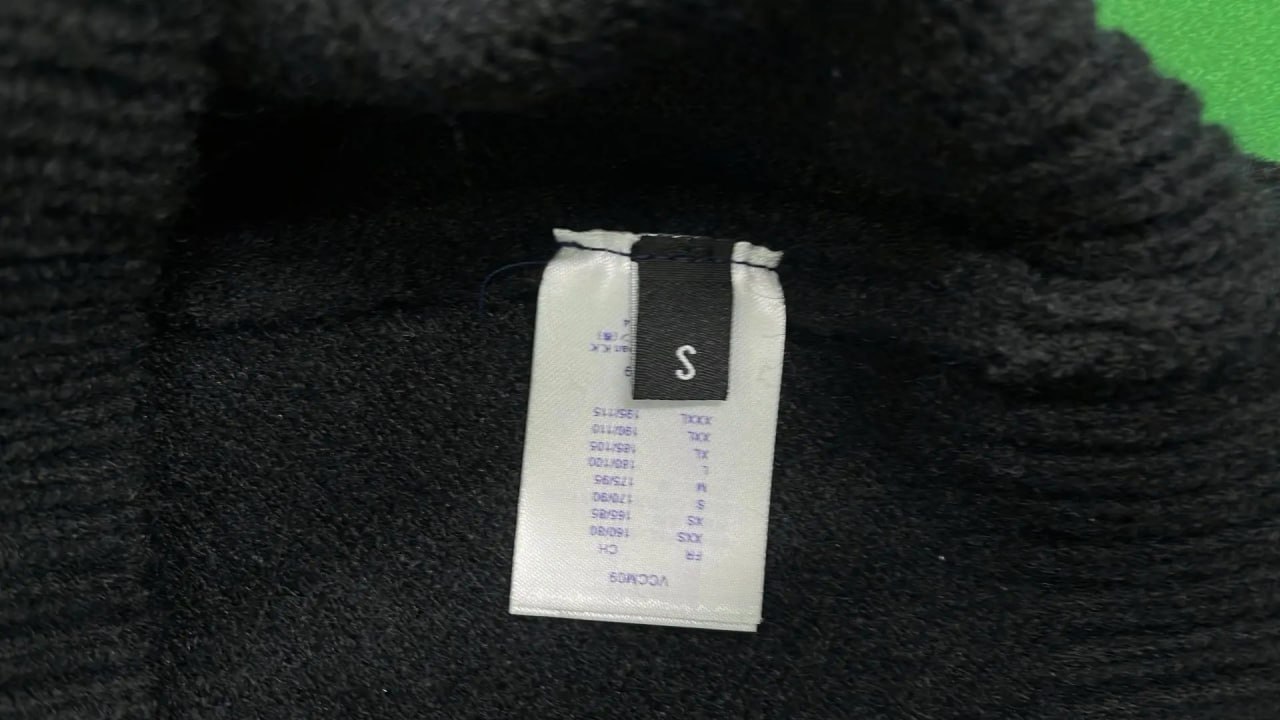 VCCM09
FR CH
XXS 160/80
XS 165/85
S 170/90
M 175/95
L 180/100
XL 185/105
XXL 190/110
XXXL 195/115
K.K
S